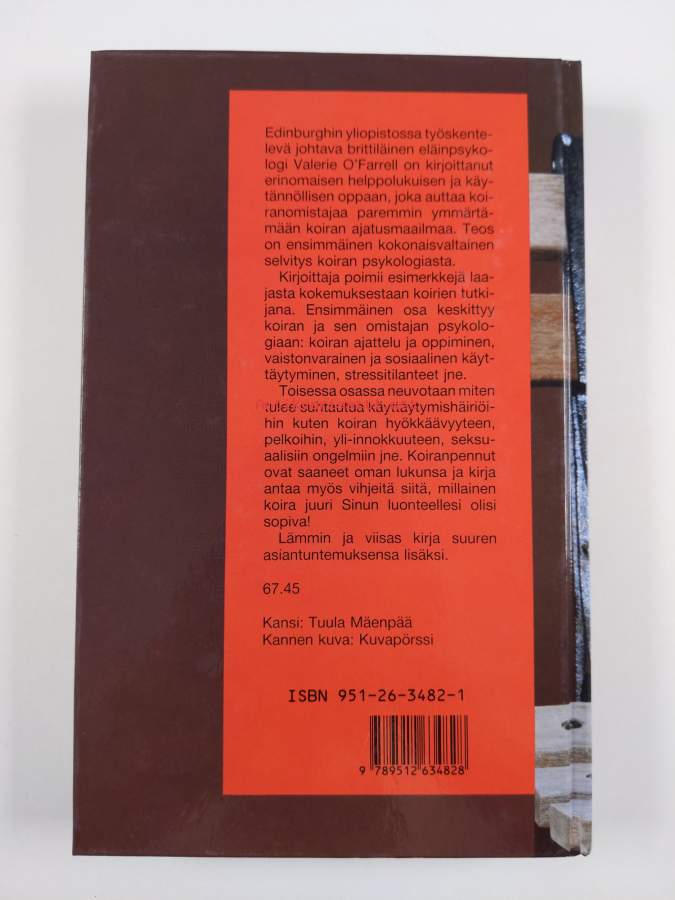 Edinburghin yliopistossa työskente-
levä johtava brittiläinen eläinpsyko-
logi Valerie O'Farrell on kirjoittanut
erinomaisen helppolukuisen ja käy-
tännöllisen oppaan, joka auttaa koi-
ranomistajaa paremmin ymmärtä-
mään koiran ajatusmaailmaa. Teos
on ensimmäinen kokonaisvaltainen
selvitys koiran psykologiasta.
Kirjoittaja poimii esimerkkejä laa-
jasta kokemuksestaan koirien tutki-
jana. Ensimmäinen osa keskittyy
koiran ja sen omistajan psykolo-
giaan: koiran ajattelu ja oppiminen,
vaistonvarainen ja sosiaalinen käyt-
täytyminen, stressitilanteet jne.
Toisessa osassa neuvotaan miten
tulee suhtautua käyttäytymishäiriöi-
hin kuten koiran hyökkäävyyteen,
pelkoihin, yli-innokkuuteen, seksu-
aalisiin ongelmiin jne. Koiranpennut
ovat saaneet oman lukunsa ja kirja
antaa myös vihjeitä siitä, millainen
koira juuri Sinun luonteellesi olisi
sopiva!
Lämmin ja viisas kirja suuren
asiantuntemuksensa lisäksi.
67.45
Kansi: Tuula Mäenpää
Kannen kuva: Kuvapörssi
ISBN 951-26-3482-1
9 789512 634828